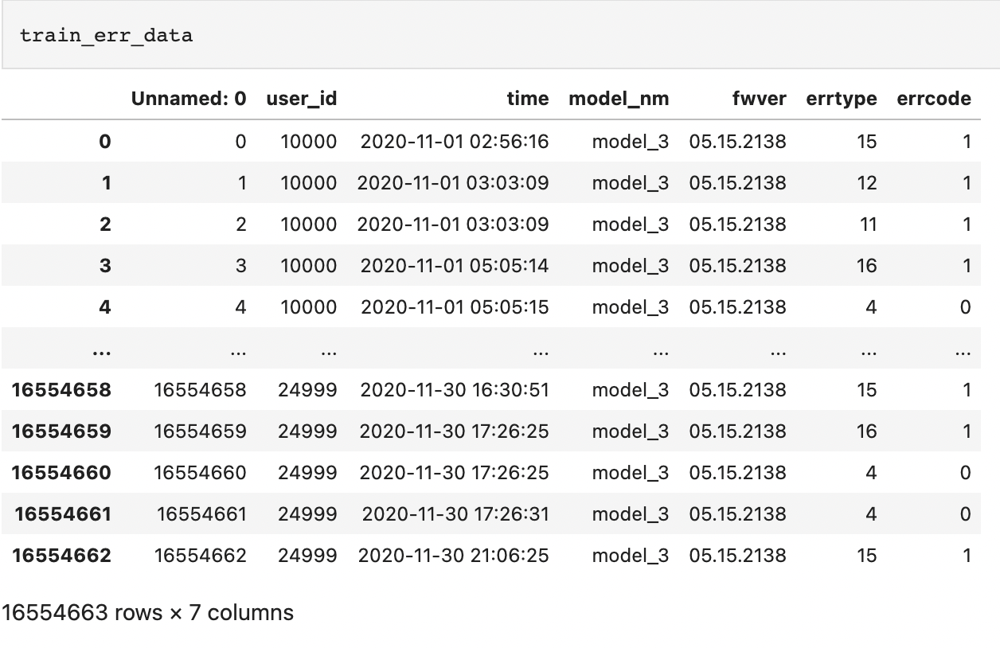 train_err_data
Unnamed: 0 user_id time model_nm fwver errtype errcode
0 0 10000 2020-11-01 02:56:16 model_3 05.15.2138 15 1
1 1 10000 2020-11-01 03:03:09 model_3 05.15.2138 12 1
2 2 10000 2020-11-01 03:03:09 model_3 05.15.2138 11 1
3 3 10000 2020-11-01 05:05:14 model_3 05.15.2138 16 1
4 4 10000 2020-11-01 05:05:15 model_3 05.15.2138 4 0
... ... ... ... ... ... ... ...
16554658 16554658 24999 2020-11-30 16:30:51 model_3 05.15.2138 15 1
16554659 16554659 24999 2020-11-30 17:26:25 model_3 05.15.2138 16 1
16554660 16554660 24999 2020-11-30 17:26:25 model_3 05.15.2138 4 0
16554661 16554661 24999 2020-11-30 17:26:31 model_3 05.15.2138 4 0
16554662 16554662 24999 2020-11-30 21:06:25 model_3 05.15.2138 15 1
16554663 rows × 7 columns